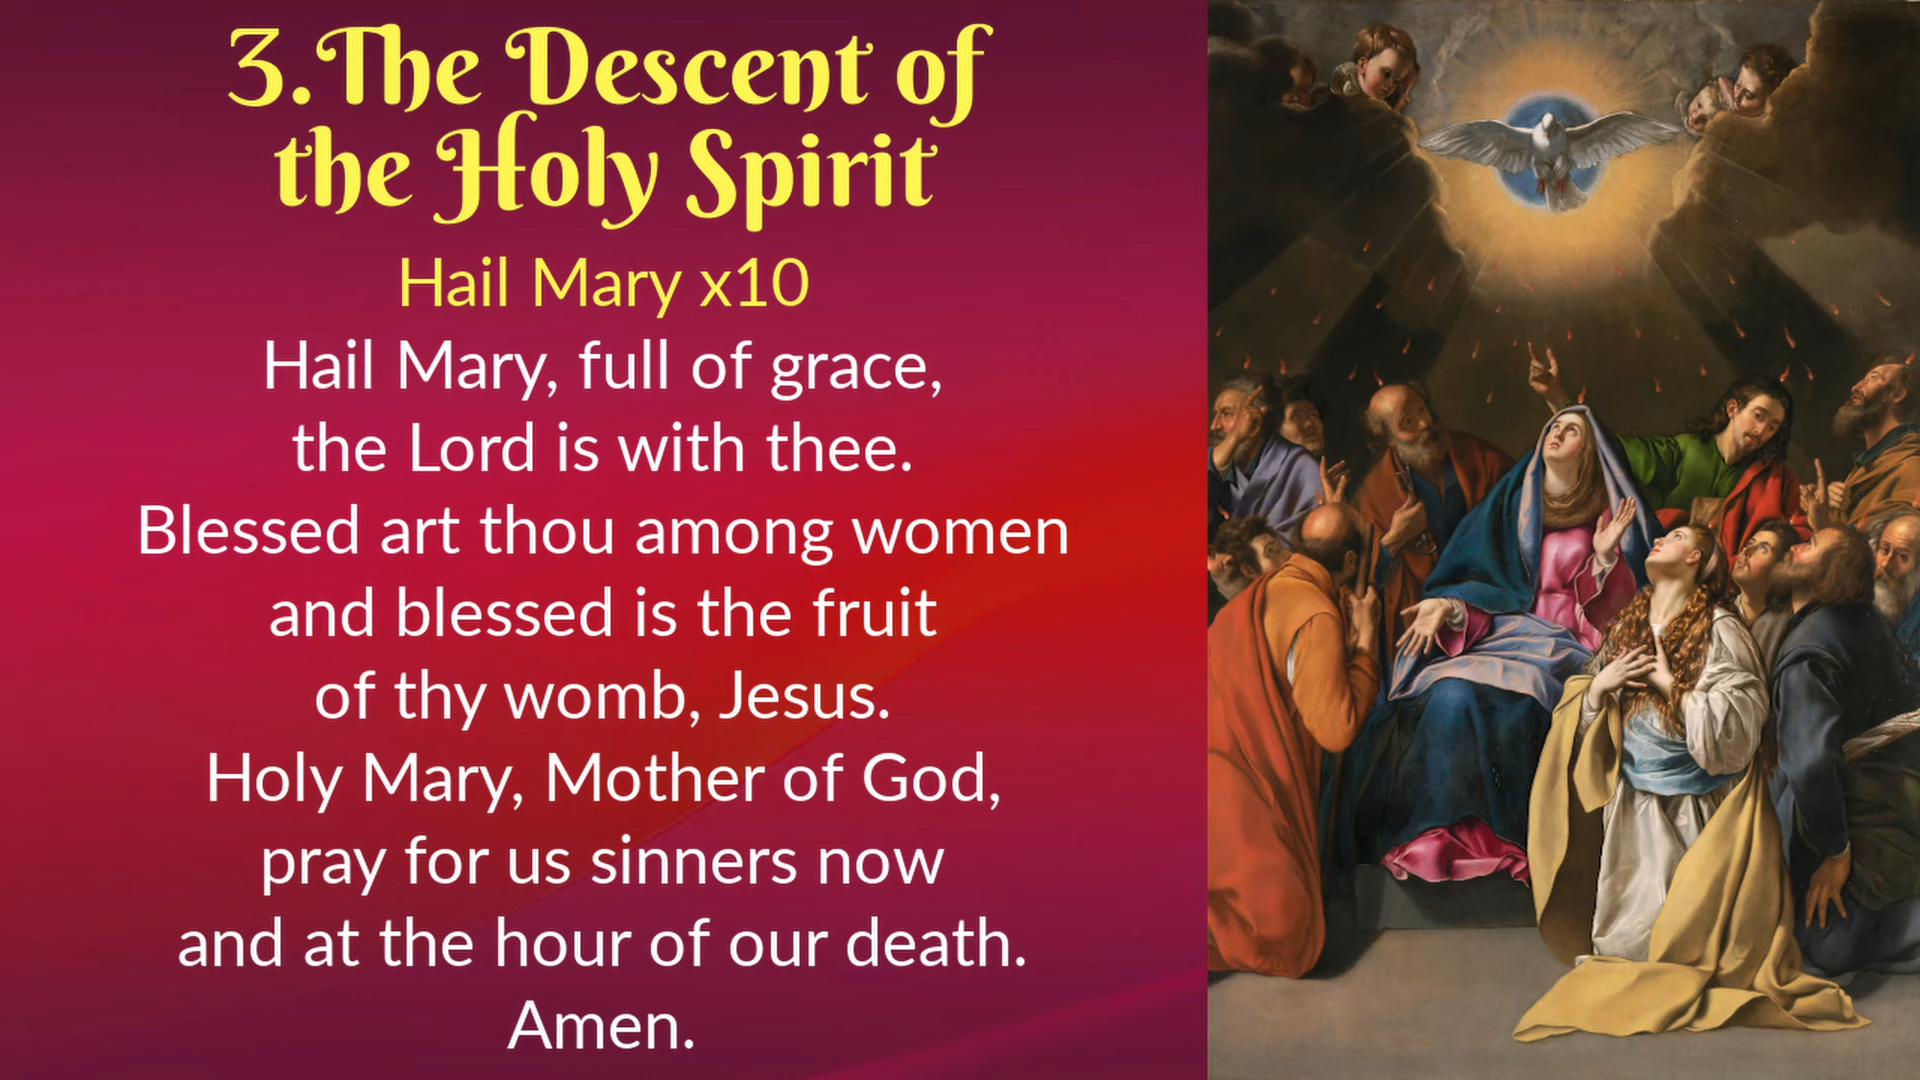 3.The Descent of
the Holy Spirit
Hail Mary x10
Hail Mary, full of grace,
the Lord is with thee.
Blessed art thou among women
and blessed is the fruit
of thy womb, Jesus.
Holy Mary, Mother of God,
pray for us sinners now
and at the hour of our death.
Amen.